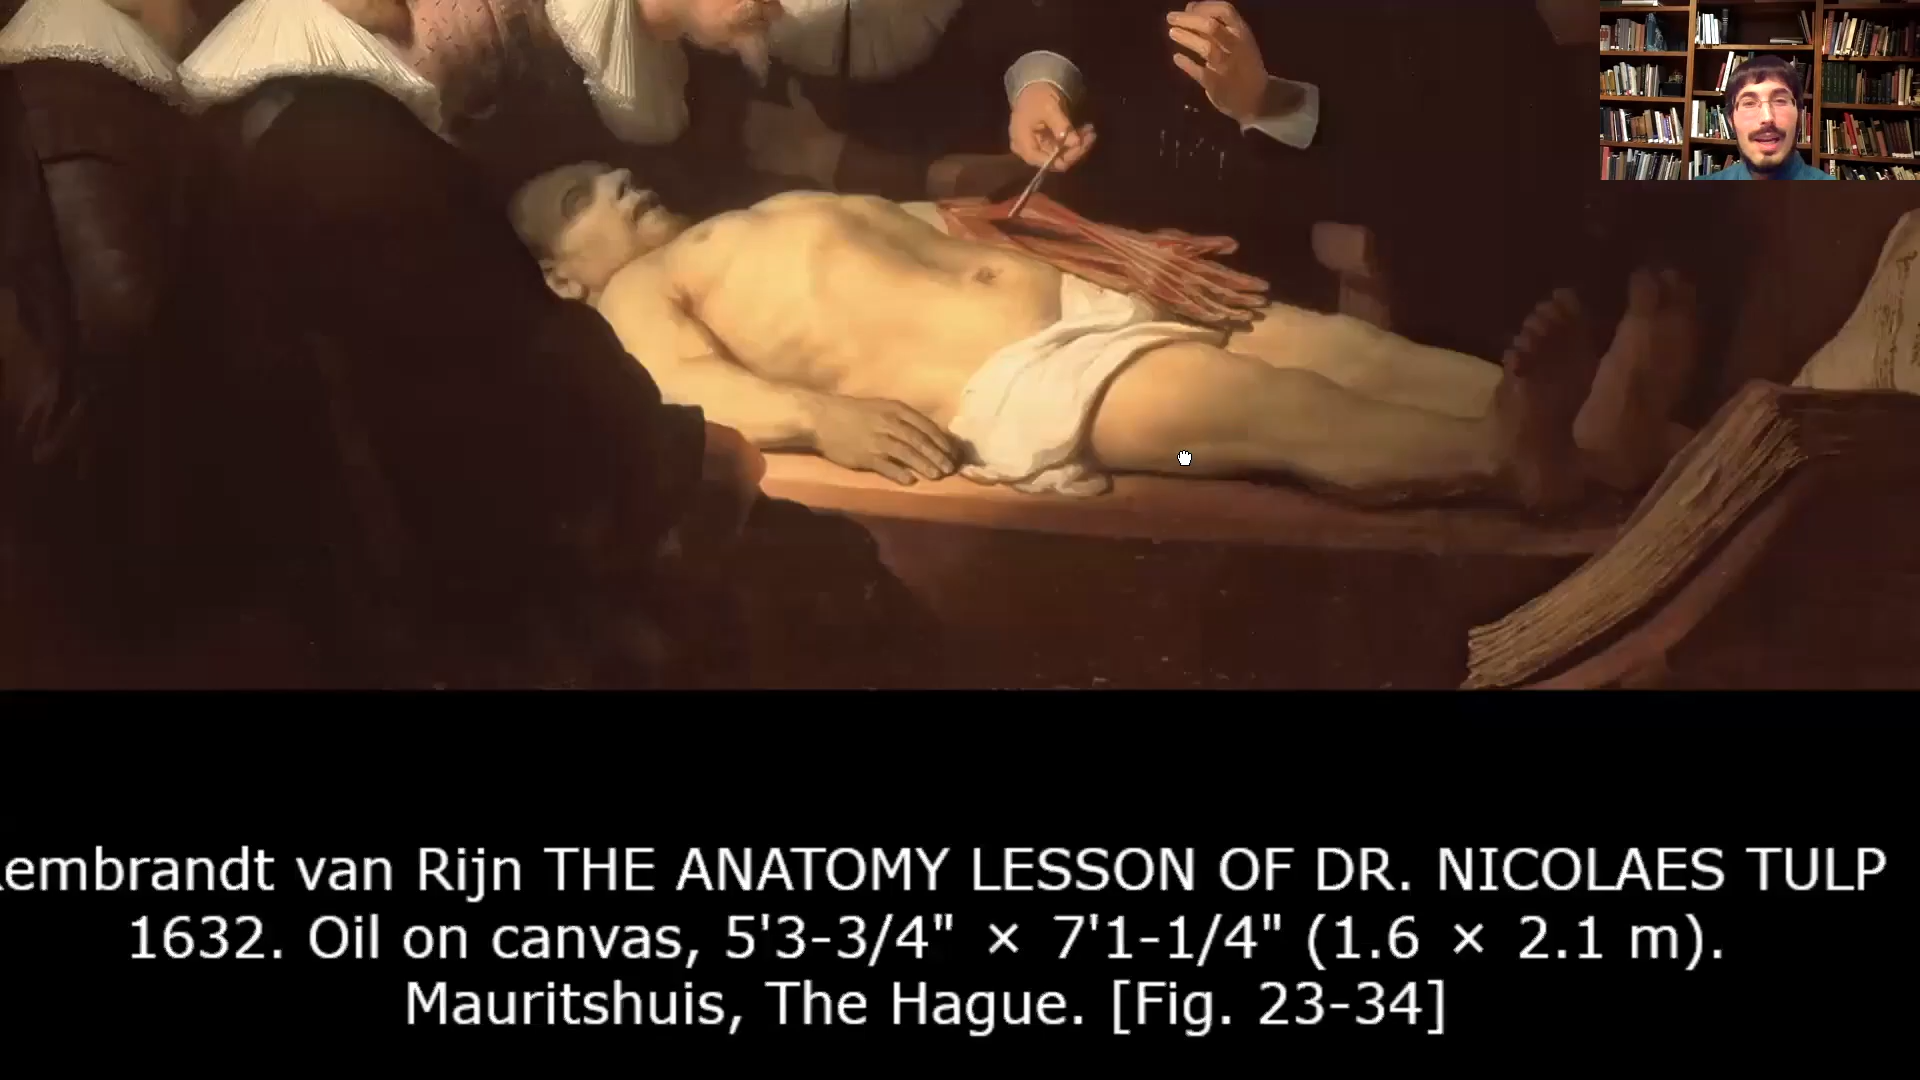 embrandt van Rijn THE ANATOMY LESSON OF DR. NICOLAES TULP
1632. Oil on canvas, 5'3-3/4" × 7'1-1/4" (1.6 × 2.1 m).
Mauritshuis, The Hague. [Fig. 23-34]